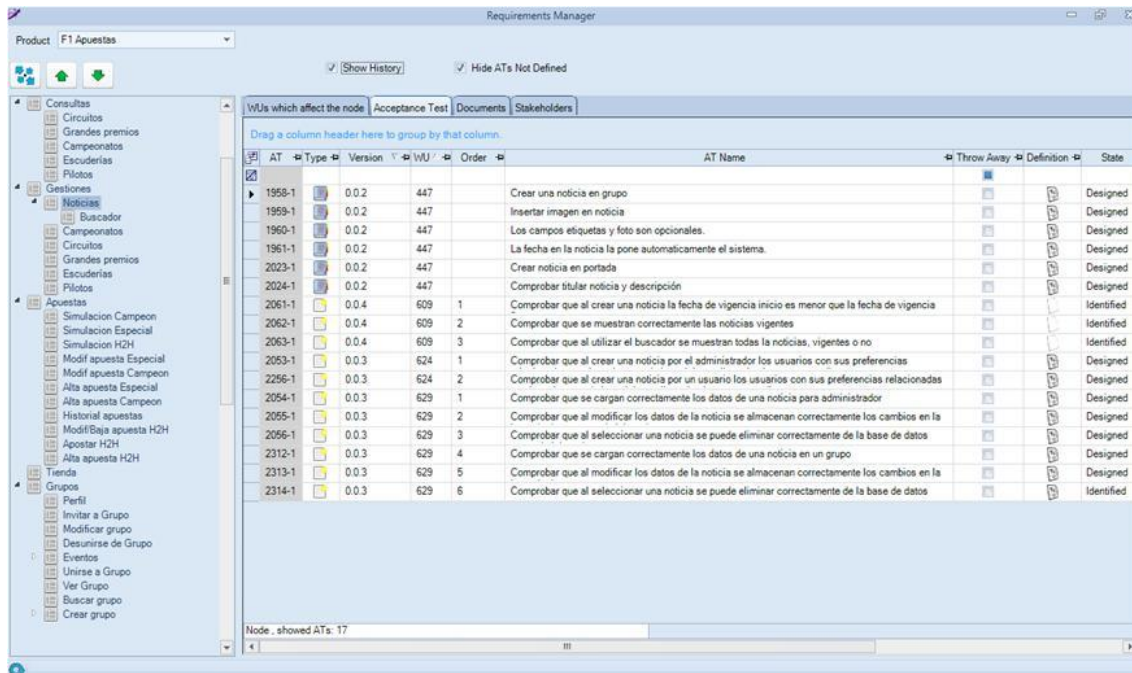 Requirements Manager
Product F1 Apuestas
Show History Hide ATs Not Defined
Consultas
Circuitos
Grandes premios
Campeonatos
Escuderías
Pilotos
Gestiones
Noticias
Buscador
Campeonatos
Circuitos
Grandes premios
Escuderías
Pilotos
Apuestas
Simulacion Campeon
Simulacion Especial
Simulacion H2H
Modif apuesta Especial
Modif apuesta Campeon
Alta apuesta Especial
Alta apuesta Campeon
Historial apuestas
Modif/Baja apuesta H2H
Apostar H2H
Alta apuesta H2H
Tienda
Grupos
Perfil
Invitar a Grupo
Modificar grupo
Desunirse de Grupo
Eventos
Unirse a Grupo
Ver Grupo
Buscar grupo
Crear grupo
WUs which affect the node Acceptance Test Documents Stakeholders
Drag a column header here to group by that column.
AT Type Version WU Order AT Name Throw Away Definition State
1958-1 0.0.2 447 Crear una noticia en grupo Designed
1959-1 0.0.2 447 Insertar imagen en noticia Designed
1960-1 0.0.2 447 Los campos etiquetas y foto son opcionales. Designed
1961-1 0.0.2 447 La fecha en la noticia la pone automaticamente el sistema. Designed
2023-1 0.0.2 447 Crear noticia en portada Designed
2024-1 0.0.2 447 Comprobar titular noticia y descripción Designed
2061-1 0.0.4 609 1 Comprobar que al crear una noticia la fecha de vigencia inicio es menor que la fecha de vigencia Identified
2062-1 0.0.4 609 2 Comprobar que se muestran correctamente las noticias vigentes Identified
2063-1 0.0.4 609 3 Comprobar que al utilizar el buscador se muestran todas la noticias, vigentes o no Identified
2053-1 0.0.3 624 1 Comprobar que al crear una noticia por el administrador los usuarios con sus preferencias Designed
2256-1 0.0.3 624 2 Comprobar que al crear una noticia por un usuario los usuarios con sus preferencias relacionadas Designed
2054-1 0.0.3 629 1 Comprobar que se cargan correctamente los datos de una noticia para administrador Designed
2055-1 0.0.3 629 2 Comprobar que al modificar los datos de la noticia se almacenan correctamente los cambios en la Designed
2056-1 0.0.3 629 3 Comprobar que al seleccionar una noticia se puede eliminar correctamente de la base de datos Designed
2312-1 0.0.3 629 4 Comprobar que se cargan correctamente los datos de una noticia en un grupo Designed
2313-1 0.0.3 629 5 Comprobar que al modificar los datos de la noticia se almacenan correctamente los cambios en la Designed
2314-1 0.0.3 629 6 Comprobar que al seleccionar una noticia se puede eliminar correctamente de la base de datos Identified
Node , showed ATs: 17